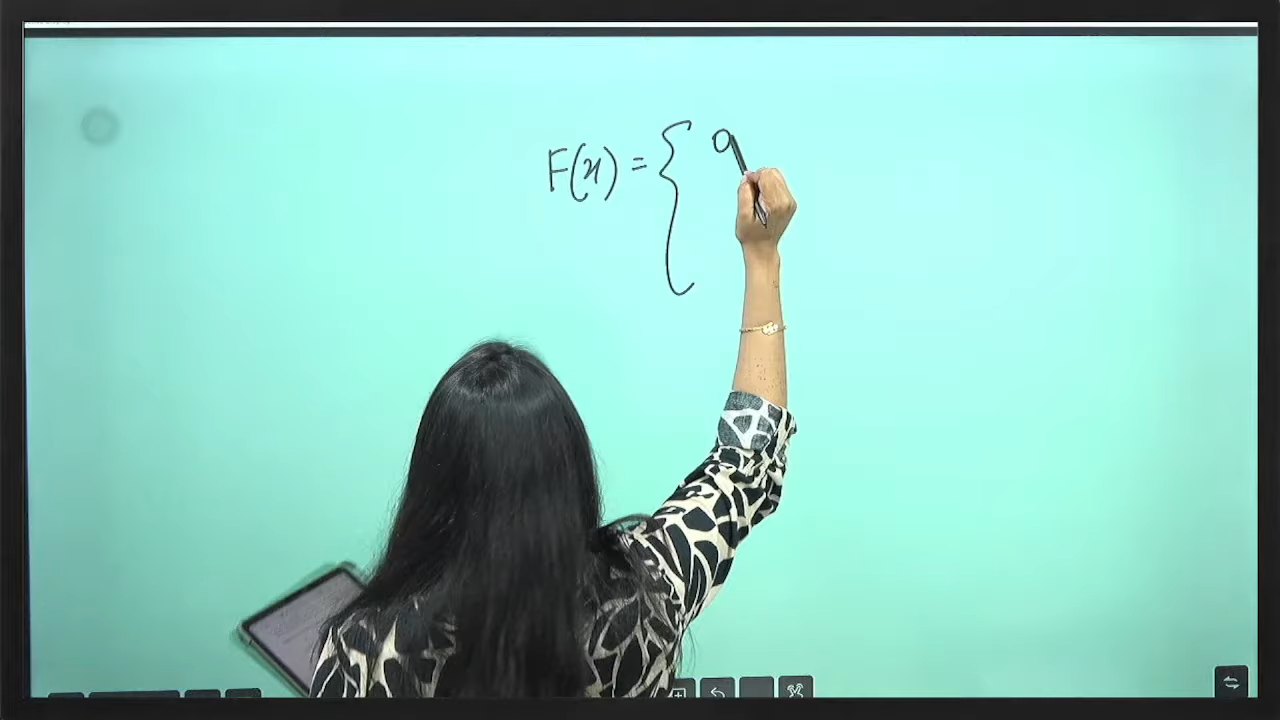 F(x) = { 0